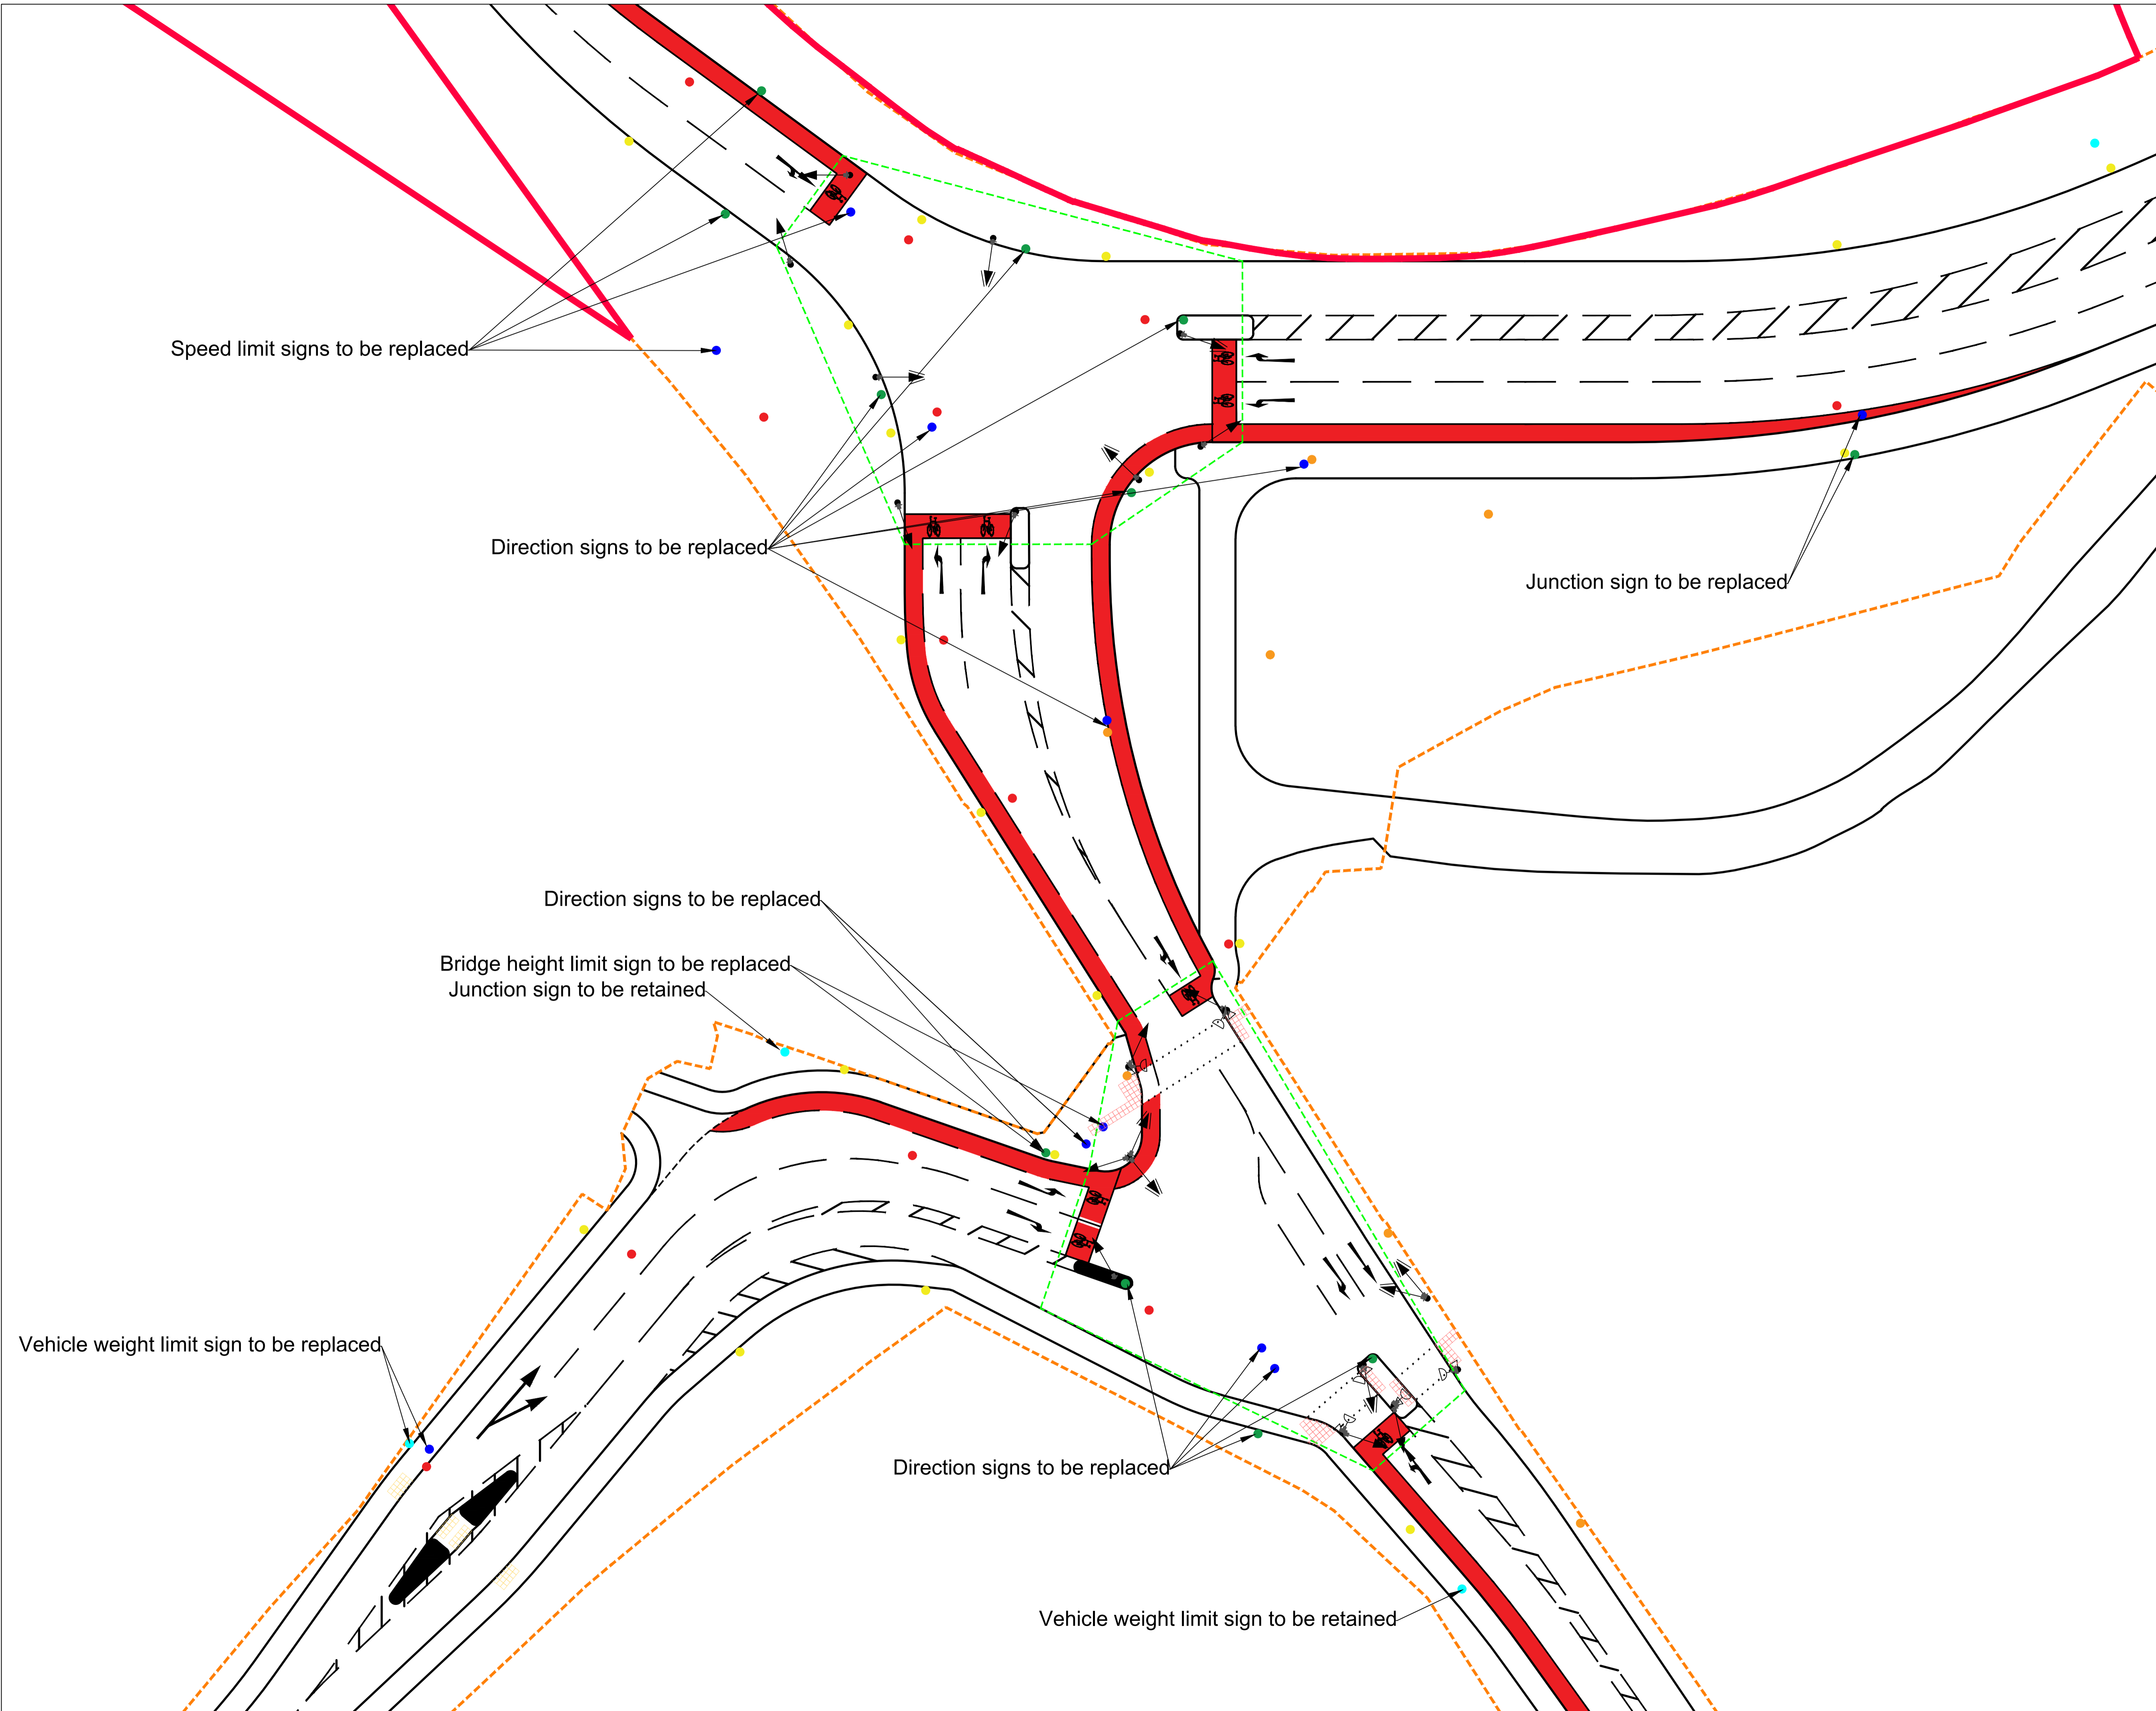 Speed limit signs to be replaced
Direction signs to be replaced
Junction sign to be replaced
Direction signs to be replaced
Bridge height limit sign to be replaced
Junction sign to be retained
Vehicle weight limit sign to be replaced
Direction signs to be replaced
Vehicle weight limit sign to be retained